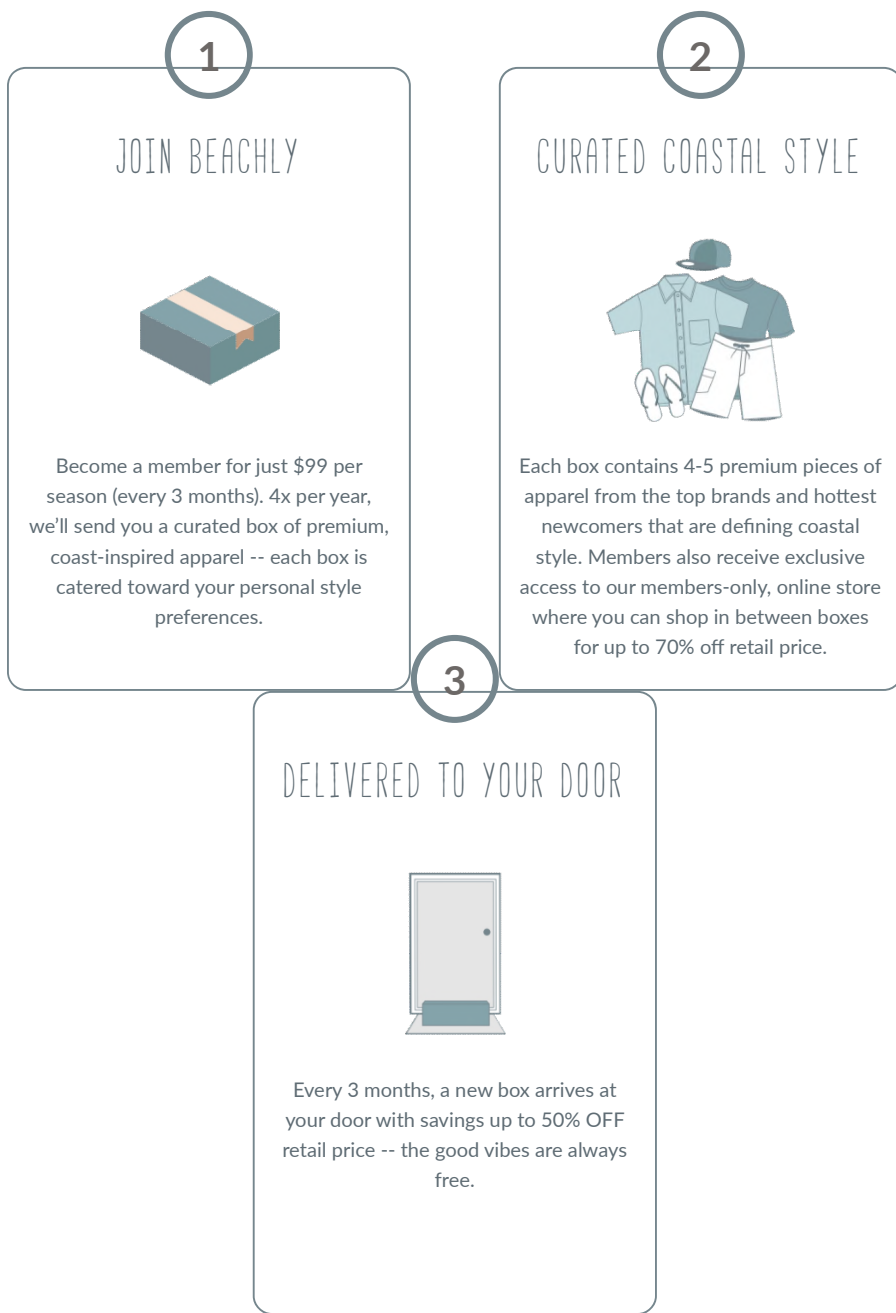 1
JOIN BEACHLY
Become a member for just $99 per
season (every 3 months). 4x per year,
we'll send you a curated box of premium,
coast-inspired apparel -- each box is
catered toward your personal style
preferences.
2
CURATED COASTAL STYLE
Each box contains 4-5 premium pieces of
apparel from the top brands and hottest
newcomers that are defining coastal
style. Members also receive exclusive
access to our members-only, online store
where you can shop in between boxes
for up to 70% off retail price.
3
DELIVERED TO YOUR DOOR
Every 3 months, a new box arrives at
your door with savings up to 50% OFF
retail price -- the good vibes are always
free.